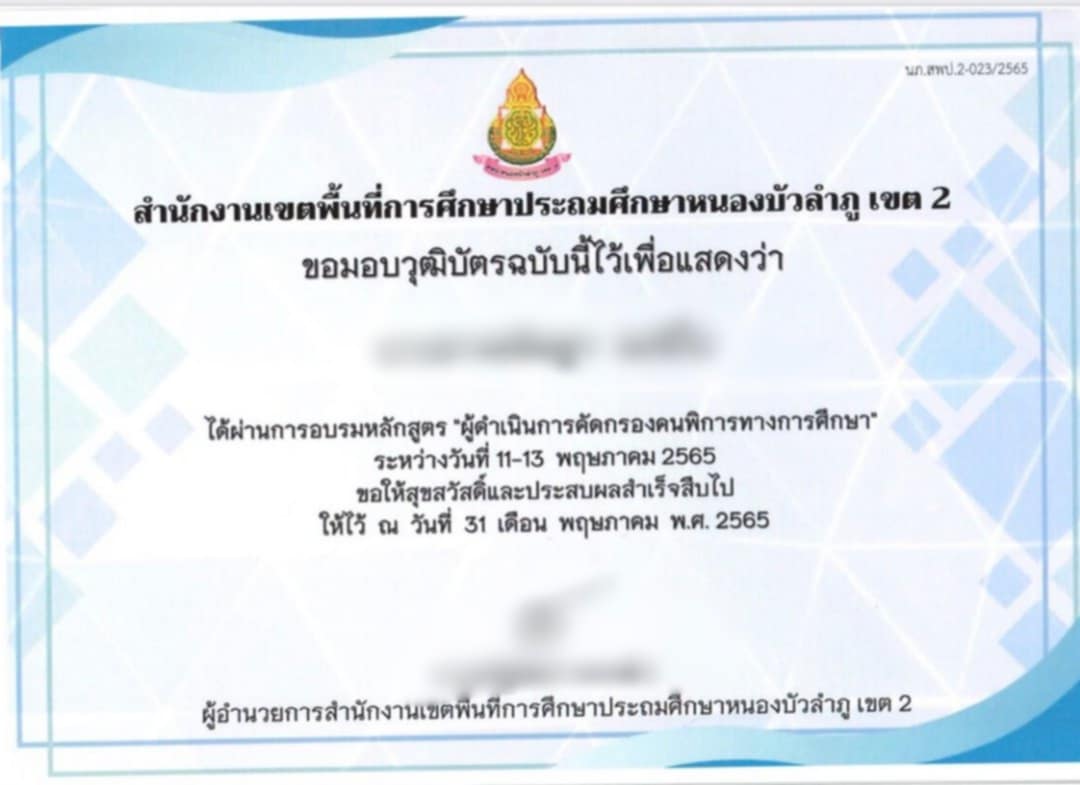 นภ.สพป.2-023/2565
สำนักงานเขตพื้นที่การศึกษาประถมศึกษาหนองบัวลำภู เขต 2
ขอมอบวุฒิบัตรฉบับนี้ไว้เพื่อแสดงว่า
ได้ผ่านการอบรมหลักสูตร "ผู้ดำเนินการคัดกรองคนพิการทางการศึกษา"
ระหว่างวันที่ 11-13 พฤษภาคม 2565
ขอให้สุขสวัสดิ์และประสบผลสำเร็จสืบไป
ให้ไว้ ณ วันที่ 31 เดือน พฤษภาคม พ.ศ. 2565
ผู้อำนวยการสำนักงานเขตพื้นที่การศึกษาประถมศึกษาหนองบัวลำภู เขต 2